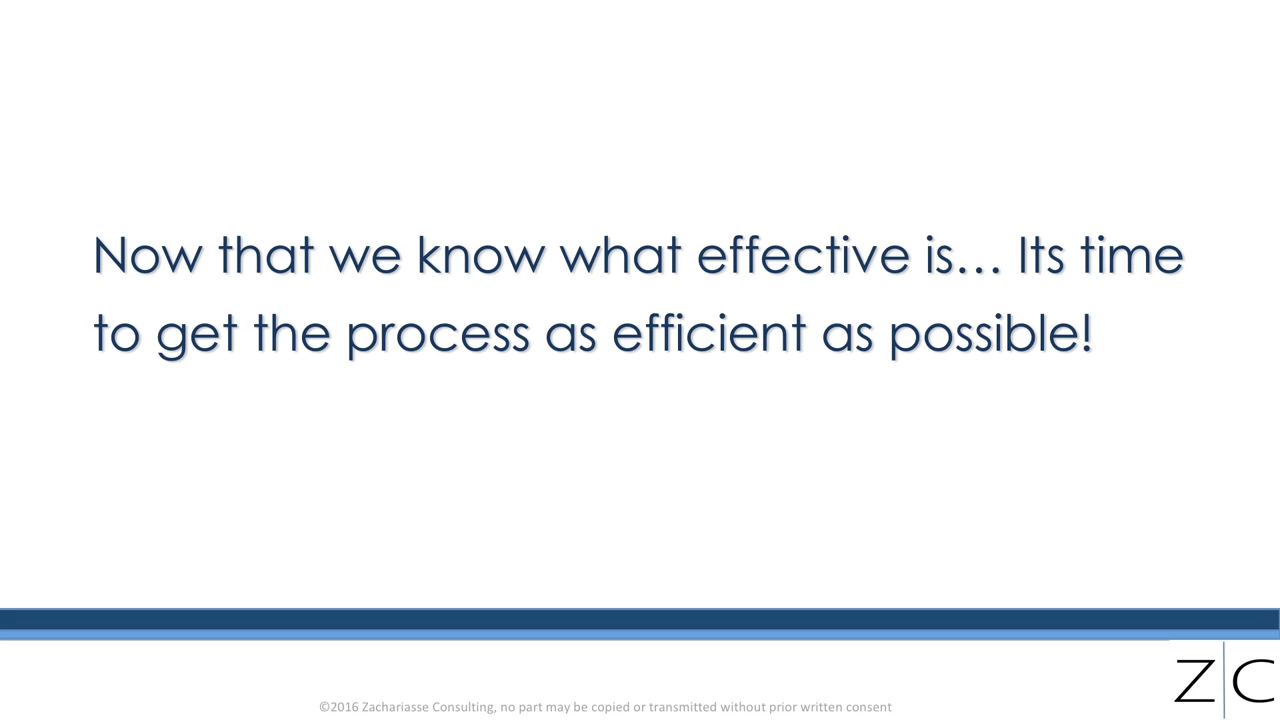 Now that we know what effective is… Its time
to get the process as efficient as possible!
Z|C
©2016 Zachariasse Consulting, no part may be copied or transmitted without prior written consent